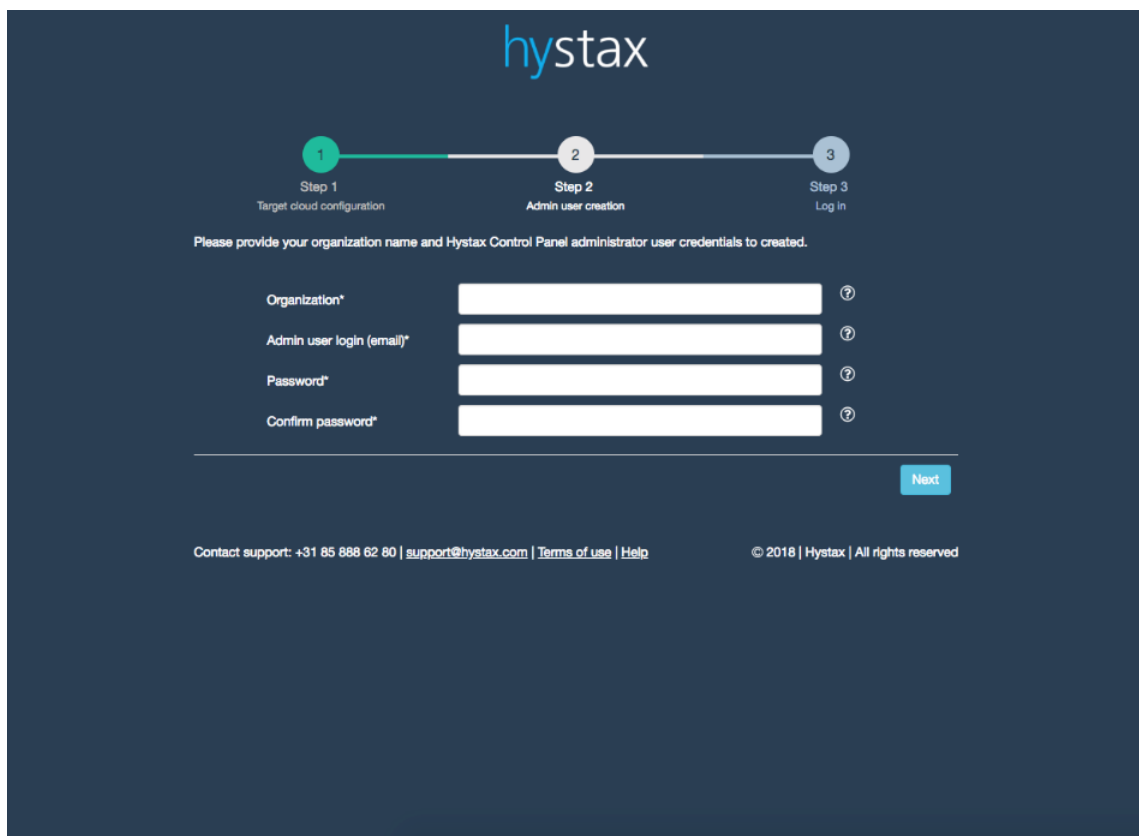 hystax
1 2 3
Step 1 Step 2 Step 3
Target cloud configuration Admin user creation Log in
Please provide your organization name and Hystax Control Panel administrator user credentials to created.
Organization*
Admin user login (email)*
Password*
Confirm password*
Next
Contact support: +31 85 888 62 80 | support@hystax.com | Terms of use | Help © 2018 | Hystax | All rights reserved